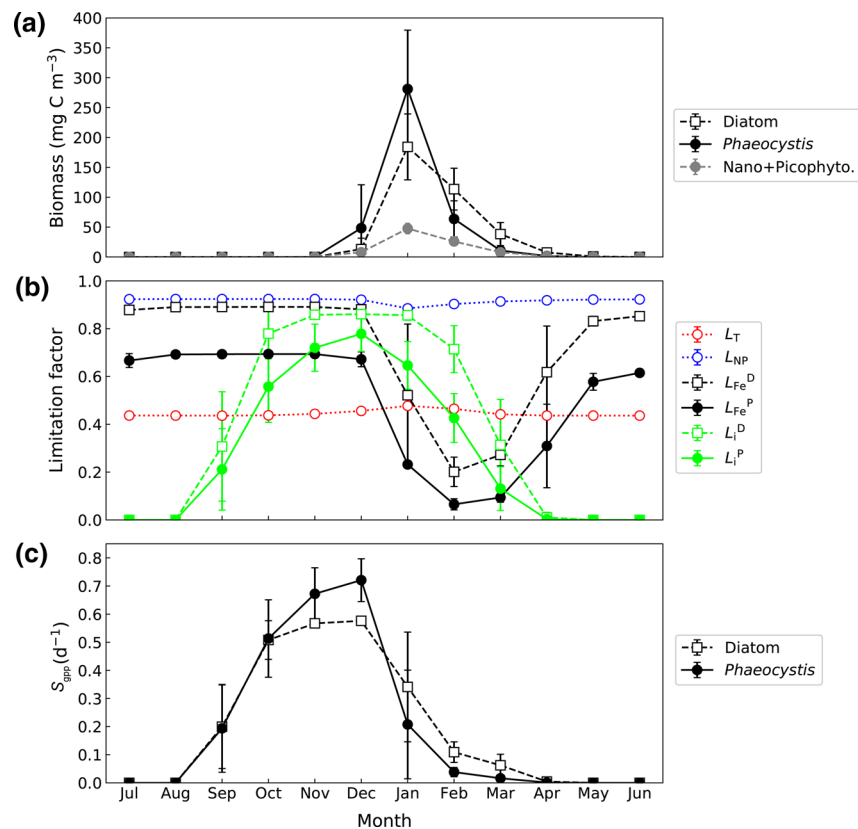 (a)
Biomass (mg C m⁻³)
400
350
300
250
200
150
100
50
0
Diatom
Phaeocystis
Nano+Picophyto.
(b)
Limitation factor
1.0
0.8
0.6
0.4
0.2
0.0
L_T
L_NP
L_Fe^D
L_Fe^P
L_i^D
L_i^P
(c)
S_gpp (d⁻¹)
0.8
0.7
0.6
0.5
0.4
0.3
0.2
0.1
0.0
Diatom
Phaeocystis
Jul Aug Sep Oct Nov Dec Jan Feb Mar Apr May Jun
Month